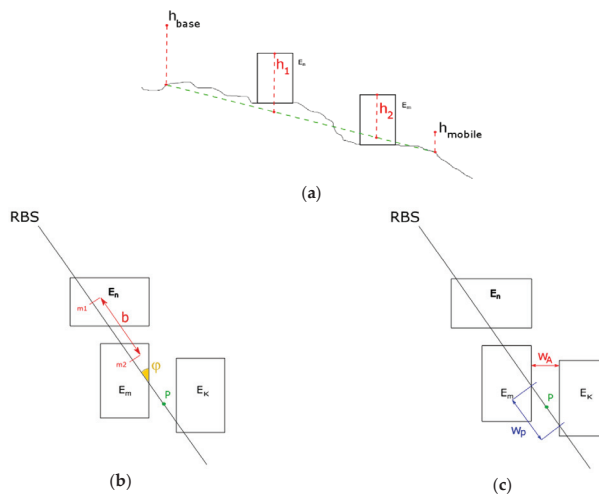 h_base
h_1
E_n
h_2
E_m
h_mobile
(a)
RBS
E_n
m1
b
m2
φ
E_m
P
E_K
(b)
RBS
E_n
W_A
E_m
P
E_K
W_p
(c)